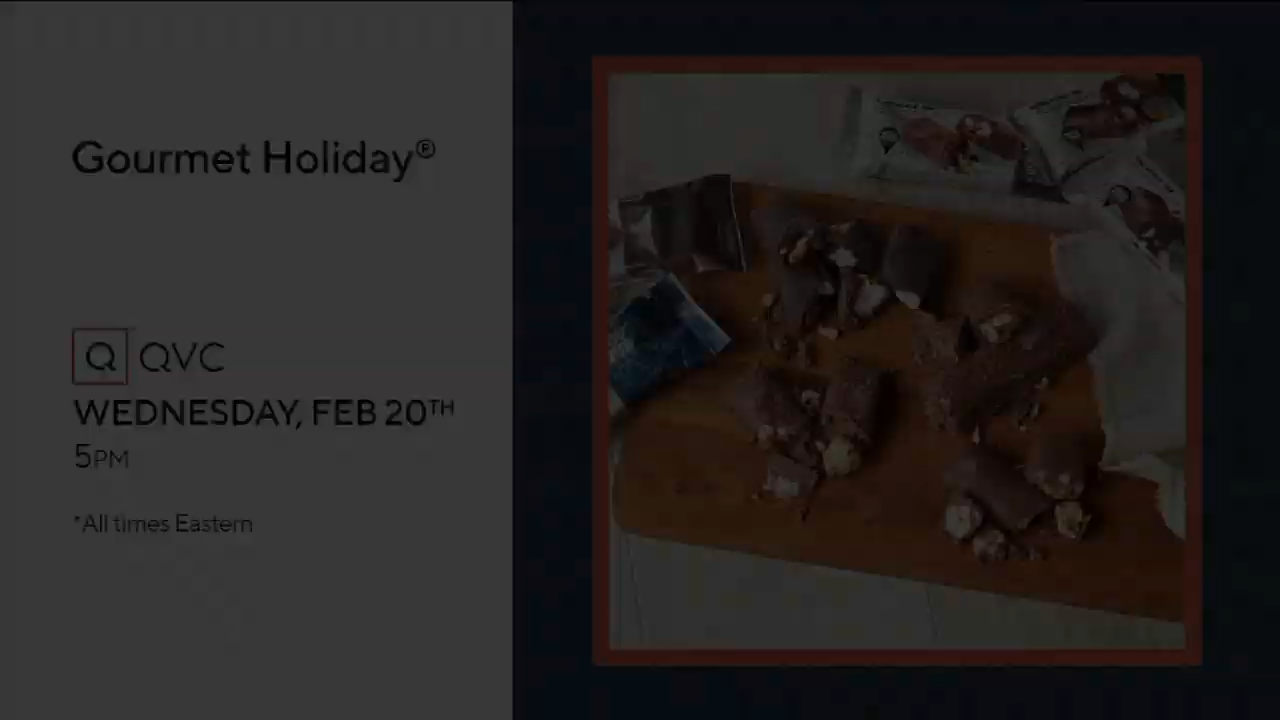 Gourmet Holiday®
Q QVC
WEDNESDAY, FEB 20TH
5PM
*All times Eastern